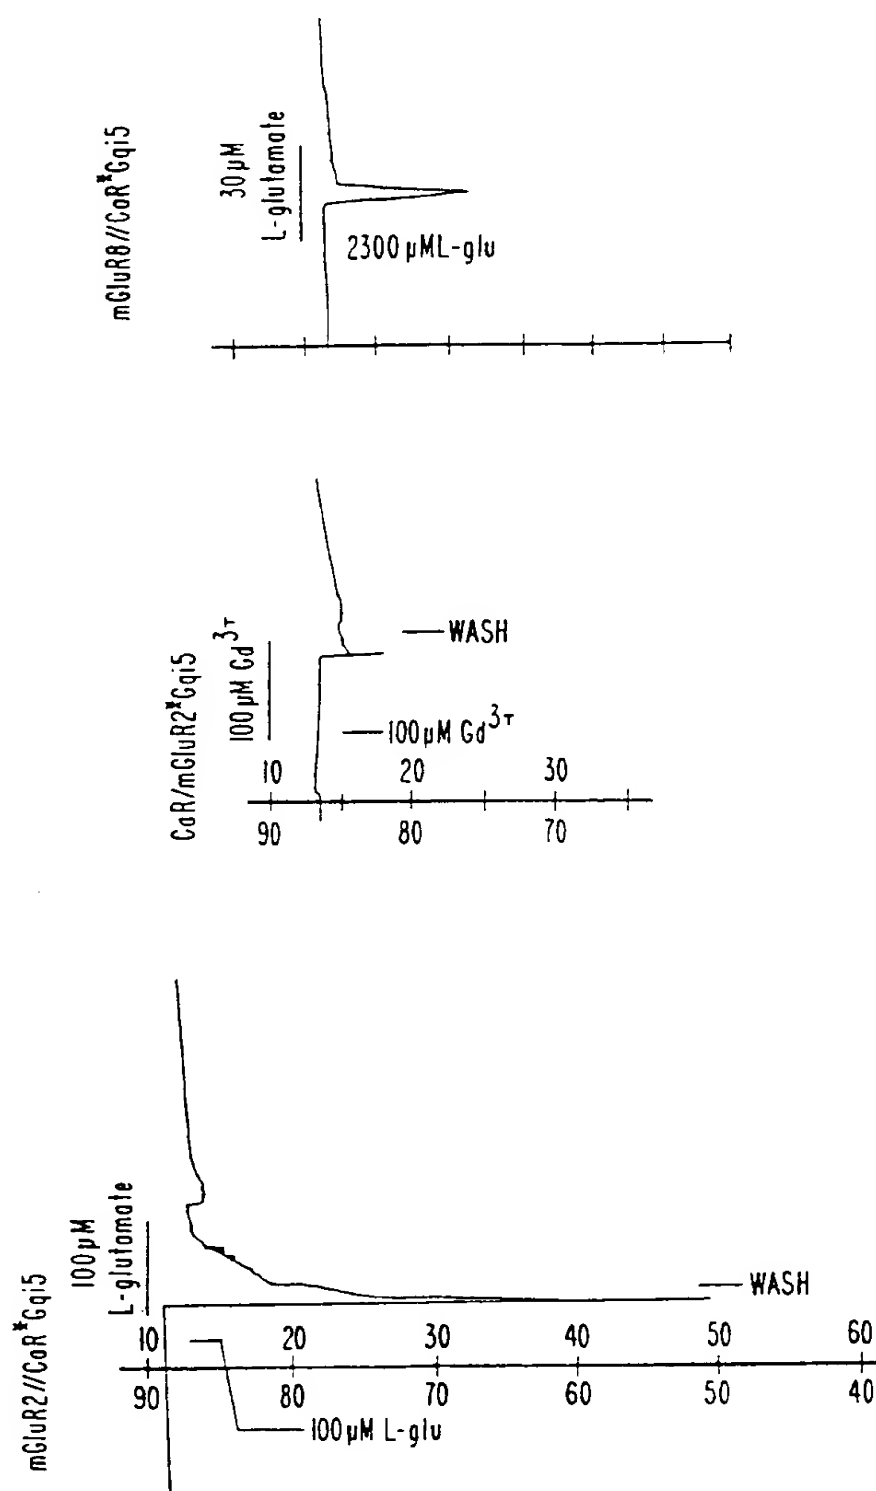 mGluR8//CaR*Gqi5
30 µM
L-glutamate
2300 µML-glu
CaR/mGluR2*Gqi5
100 µM Gd3+
WASH
100 µM Gd3+
10 20 30
90 80 70
mGluR2//CaR*Gqi5
100 µM
L-glutamate
WASH
10 20 30 40 50 60
90 80 70 60 50 40
100 µM L-glu